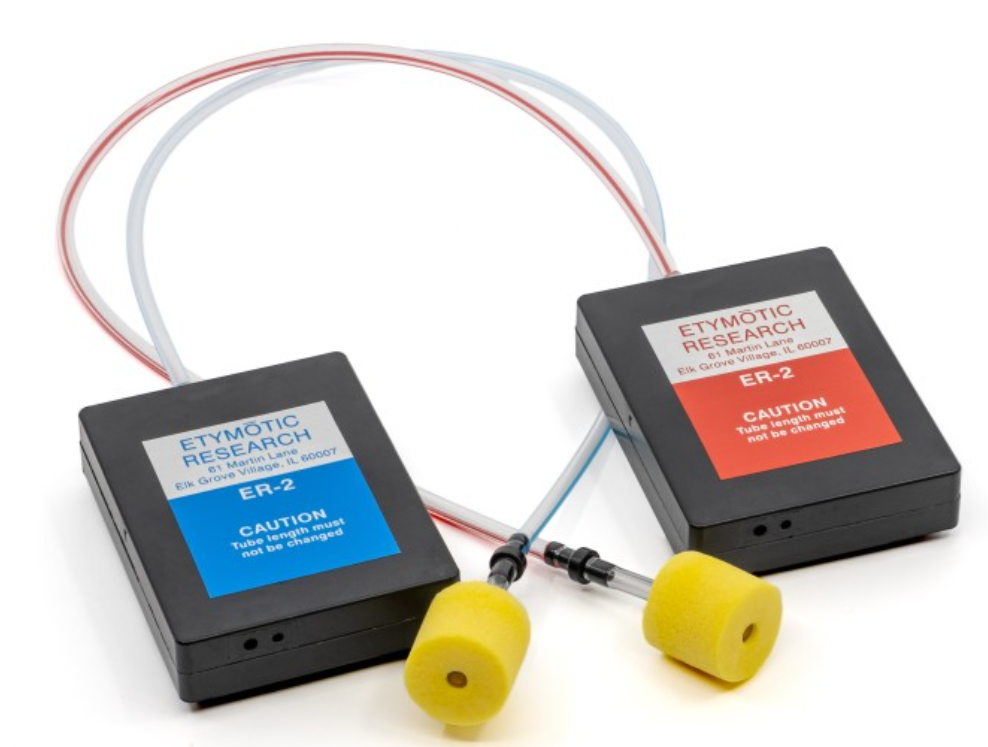 ETYMŌTIC
RESEARCH
61 Martin Lane
Elk Grove Village, IL 60007
ER-2
CAUTION
Tube length must
not be changed
ETYMŌTIC
RESEARCH
61 Martin Lane
Elk Grove Village, IL 60007
ER-2
CAUTION
Tube length must
not be changed